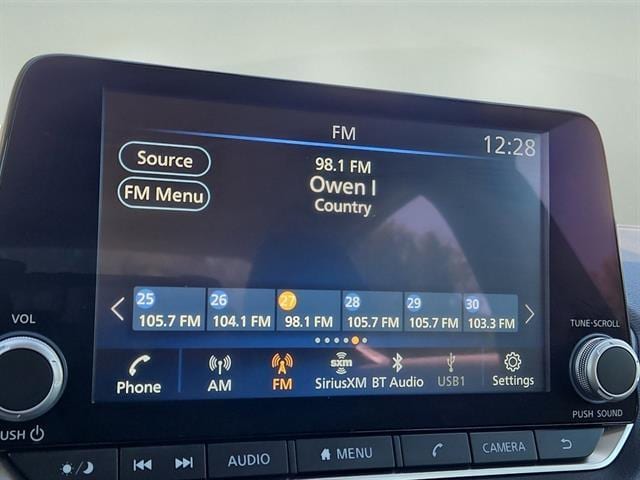 FM
12:28
Source
98.1 FM
Owen I
FM Menu
Country
25 26 27 28 29 30
105.7 FM 104.1 FM 98.1 FM 105.7 FM 105.7 FM 103.3 FM
VOL
TUNE-SCROLL
Phone AM FM SiriusXM BT Audio USB1 Settings
sxm
PUSH SOUND
USH
AUDIO MENU CAMERA